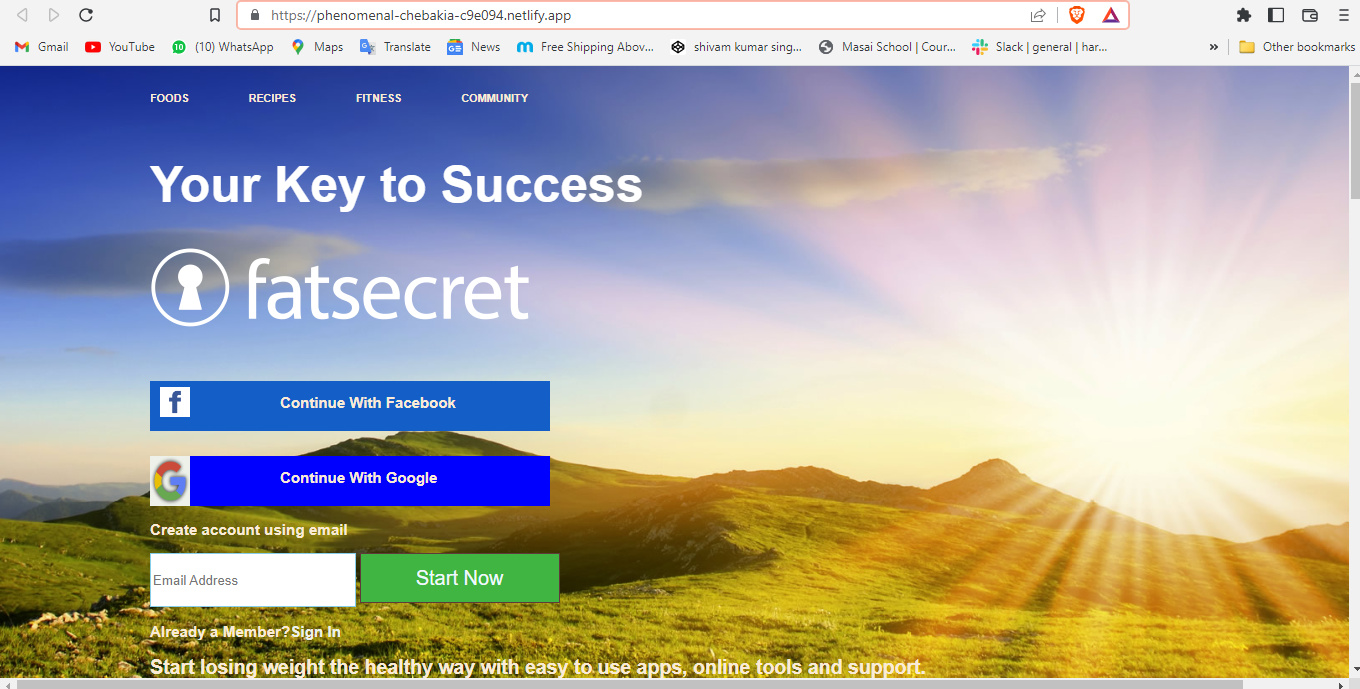 https://phenomenal-chebakia-c9e094.netlify.app
Gmail YouTube 10 (10) WhatsApp Maps Translate News Free Shipping Abov... shivam kumar sing... Masai School | Cour... Slack | general | har... » Other bookmarks
FOODS RECIPES FITNESS COMMUNITY
Your Key to Success
fatsecret
f Continue With Facebook
G Continue With Google
Create account using email
Email Address Start Now
Already a Member?Sign In
Start losing weight the healthy way with easy to use apps, online tools and support.